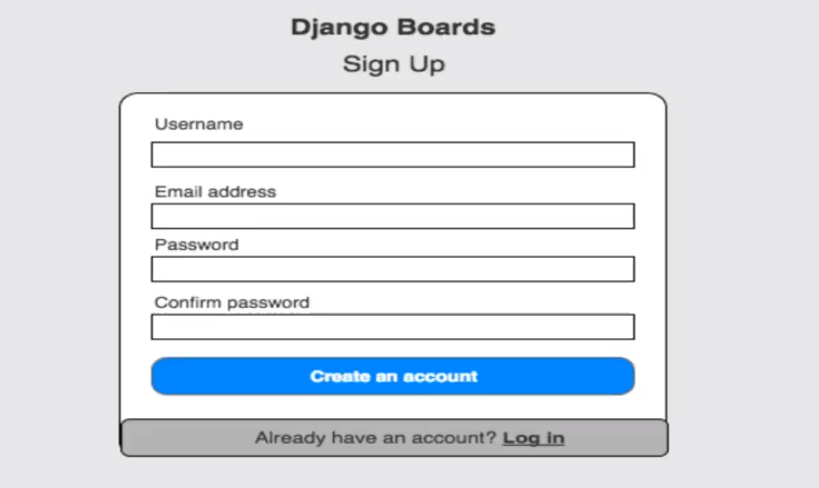 Django Boards
Sign Up
Username
Email address
Password
Confirm password
Create an account
Already have an account? Log in